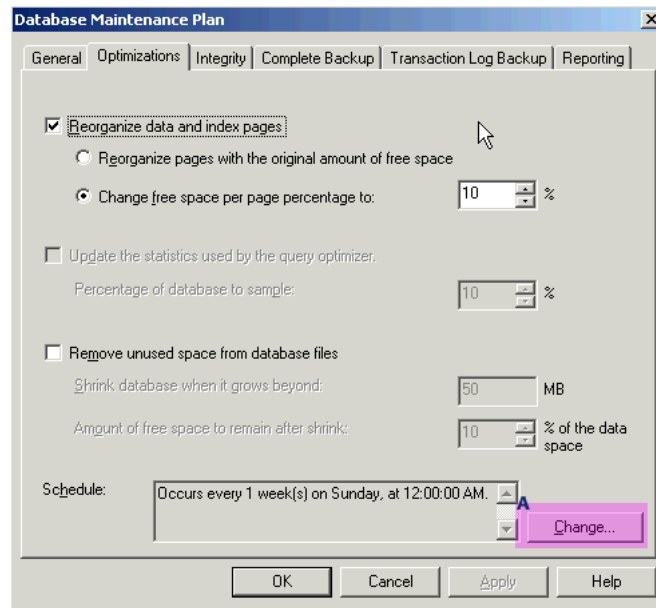 Database Maintenance Plan
General Optimizations Integrity Complete Backup Transaction Log Backup Reporting
Reorganize data and index pages
Reorganize pages with the original amount of free space
Change free space per page percentage to: 10 %
Update the statistics used by the query optimizer.
Percentage of database to sample: 10 %
Remove unused space from database files
Shrink database when it grows beyond: 50 MB
Amount of free space to remain after shrink: 10 % of the data
space
Schedule: Occurs every 1 week(s) on Sunday, at 12:00:00 AM.
A
Change...
OK Cancel Apply Help